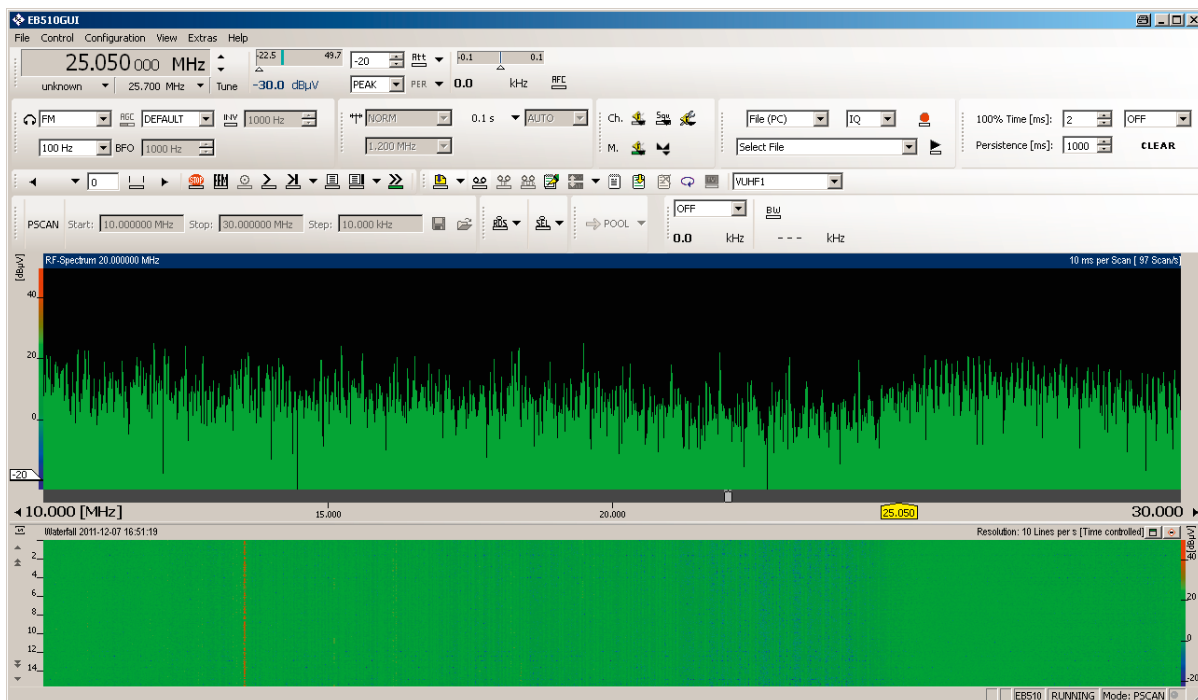 EB510GUI
File Control Configuration View Extras Help
25.050 000 MHz
-22.5 49.7
-20
Att
-0.1 0.1
unknown 25.700 MHz Tune -30.0 dBµV
PEAK PER 0.0 kHz AFC
FM AGC DEFAULT INV 1000 Hz
NORM 0.1 s AUTO
Ch. Squ
File (PC) IQ
100% Time [ms]: 2 OFF
100 Hz BFO 1000 Hz
1.200 MHz
M.
Select File
Persistence [ms]: 1000 CLEAR
0 STOP VUHF1
PSCAN Start: 10.000000 MHz Stop: 30.000000 MHz Step: 10.000 kHz
ADS SEL POOL
OFF BW
0.0 kHz --- kHz
[dBµV] RF-Spectrum 20.000000 MHz 10 ms per Scan [ 97 Scan/s]
40
20
0
-20
10.000 [MHz] 15.000 20.000 25.050 30.000
Waterfall 2011-12-07 16:51:19 Resolution: 10 Lines per s [Time controlled] [dBµV]
2
4
6
8
10
12
14
40
20
0
-20
EB510 RUNNING Mode: PSCAN